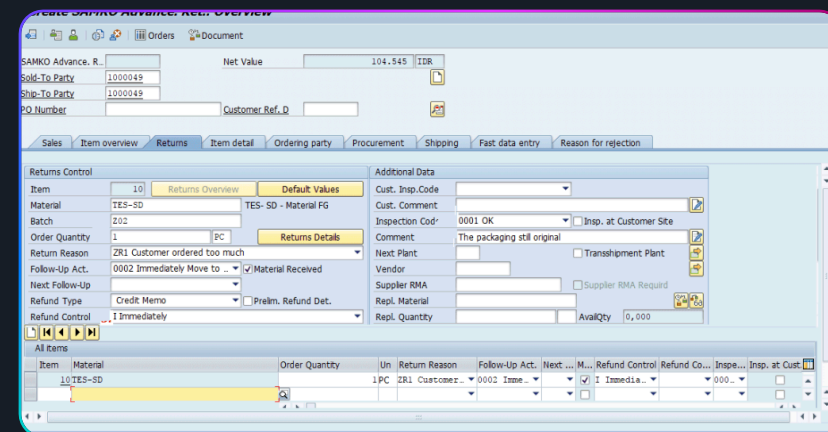 Create SAMKO Advance. Ret.: Overview
Orders Document
SAMKO Advance. R.. Net Value 104.545 IDR
Sold-To Party 1000049
Ship-To Party 1000049
PO Number Customer Ref. D
Sales Item overview Returns Item detail Ordering party Procurement Shipping Fast data entry Reason for rejection
Returns Control
Item 10 Returns Overview Default Values
Material TES-SD TES- SD - Material FG
Batch Z02
Order Quantity 1 PC Returns Details
Return Reason ZR1 Customer ordered too much
Follow-Up Act. 0002 Immediately Move to .. Material Received
Next Follow-Up
Refund Type Credit Memo Prelim. Refund Det.
Refund Control I Immediately
Additional Data
Cust. Insp.Code
Cust. Comment
Inspection Cod 0001 OK Insp. at Customer Site
Comment The packaging still original
Next Plant Transshipment Plant
Vendor
Supplier RMA Supplier RMA Requird
Repl. Material
Repl. Quantity AvailQty 0,000
All items
Item Material Order Quantity Un Return Reason Follow-Up Act. Next ... M... Refund Control Refund Co... Inspe... Insp. at Cust.
10 TES-SD 1 PC ZR1 Customer.. 0002 Imme.. I Immedia.. 000..